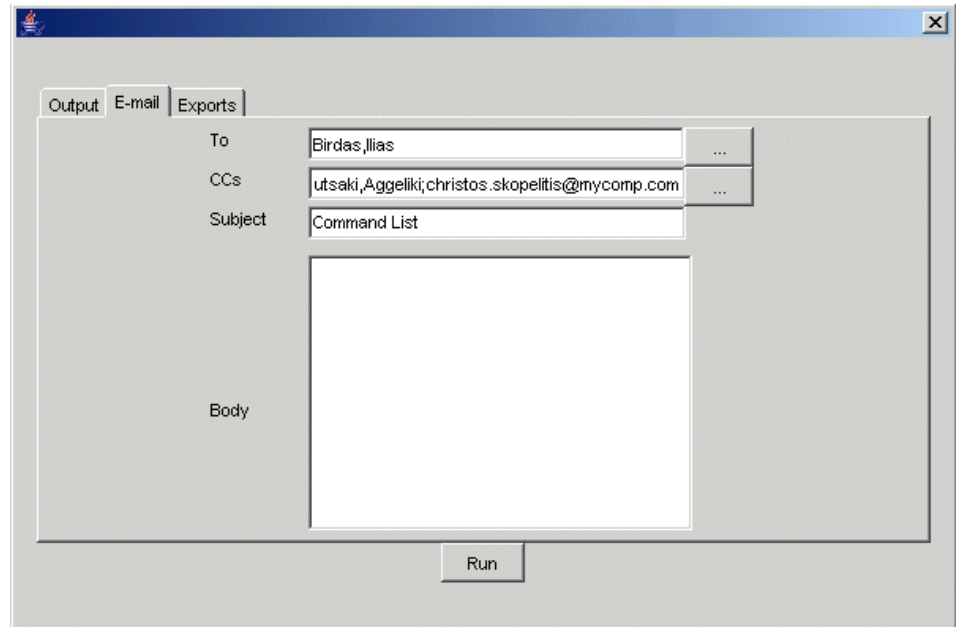 Output E-mail Exports
To Birdas,Ilias ...
CCs utsaki,Aggeliki;christos.skopelitis@mycomp.com ...
Subject Command List
Body
Run